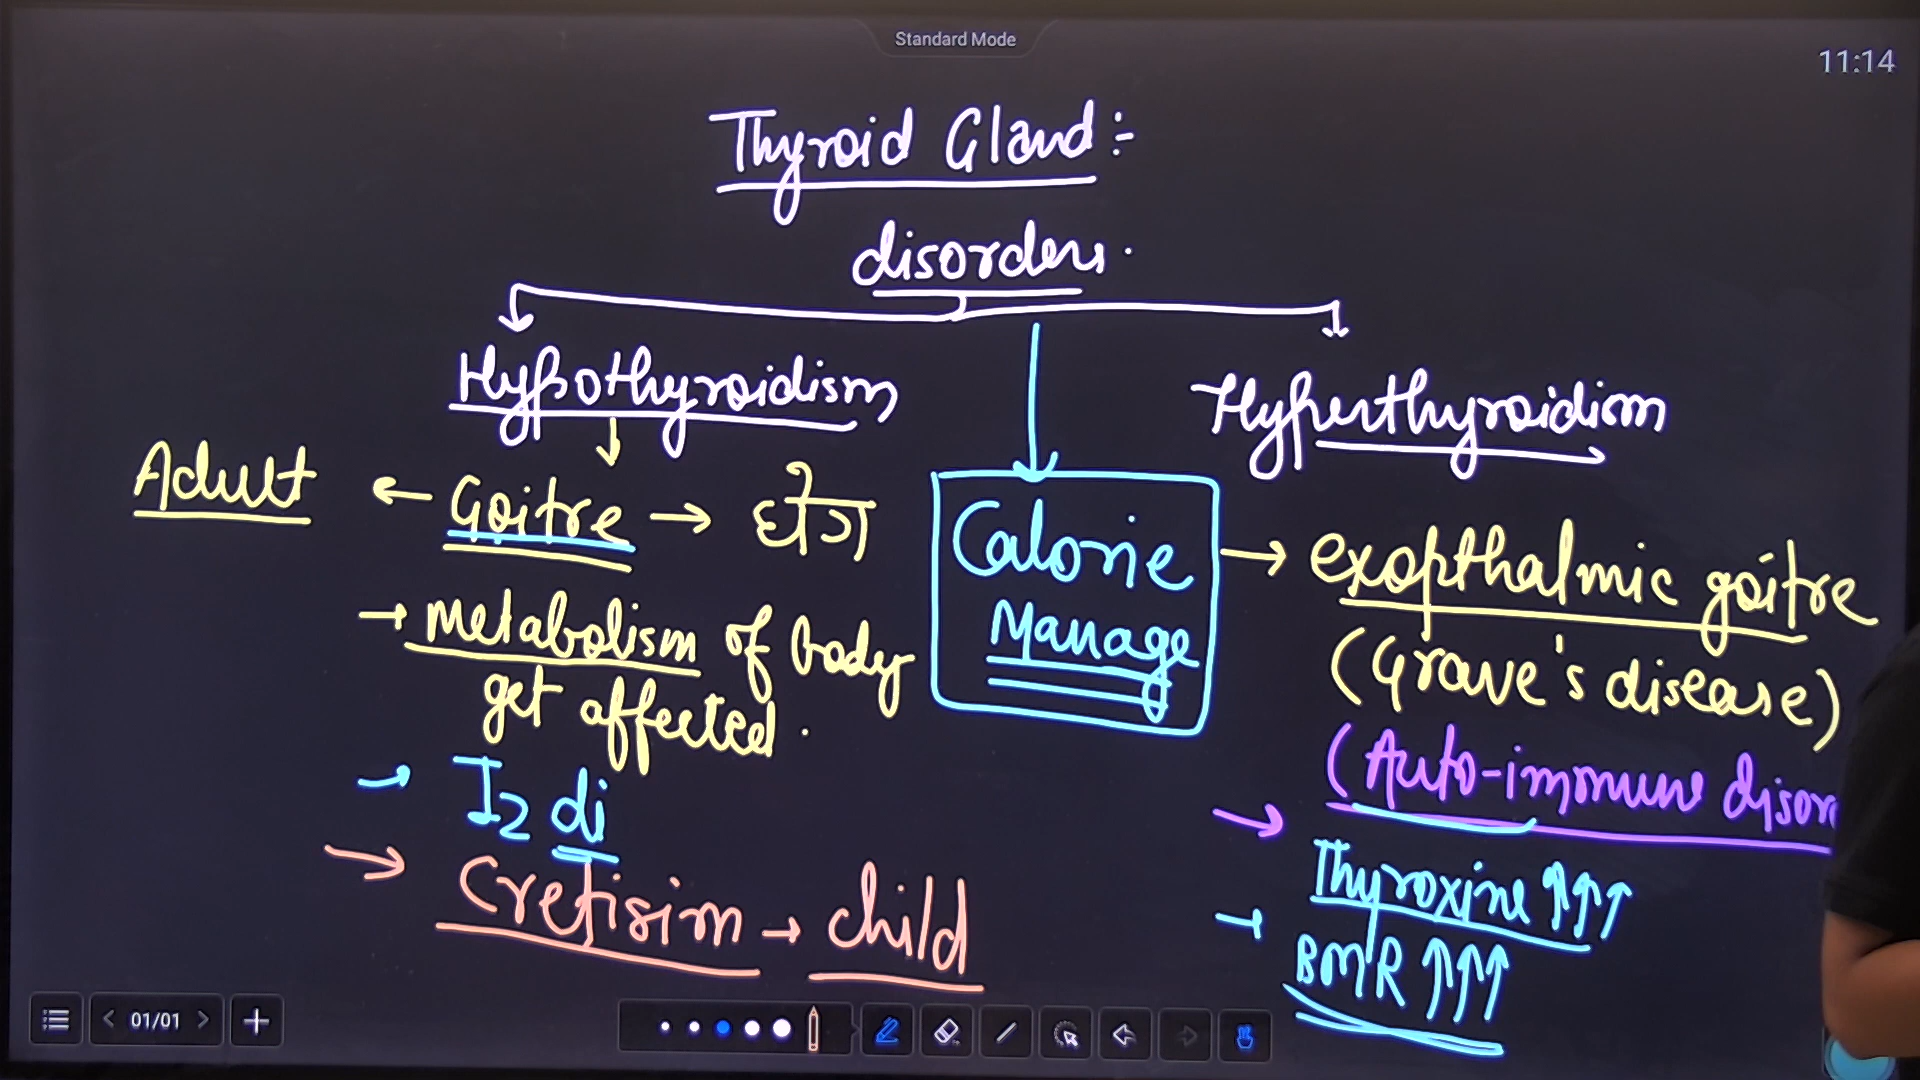 Standard Mode
11:14
Thyroid Gland :-
disorders.
Hypothyroidism
Hyperthyroidism
Adult ← Goitre → घेंग
Calorie
Manage
→ exopthalmic goitre
(Grave's disease)
→ Metabolism of body
get affected.
(Auto-immune disor
→ I2 di
→ Thyroxine ↑↑↑
→ Cretisim → child
→ BMR ↑↑↑
01/01